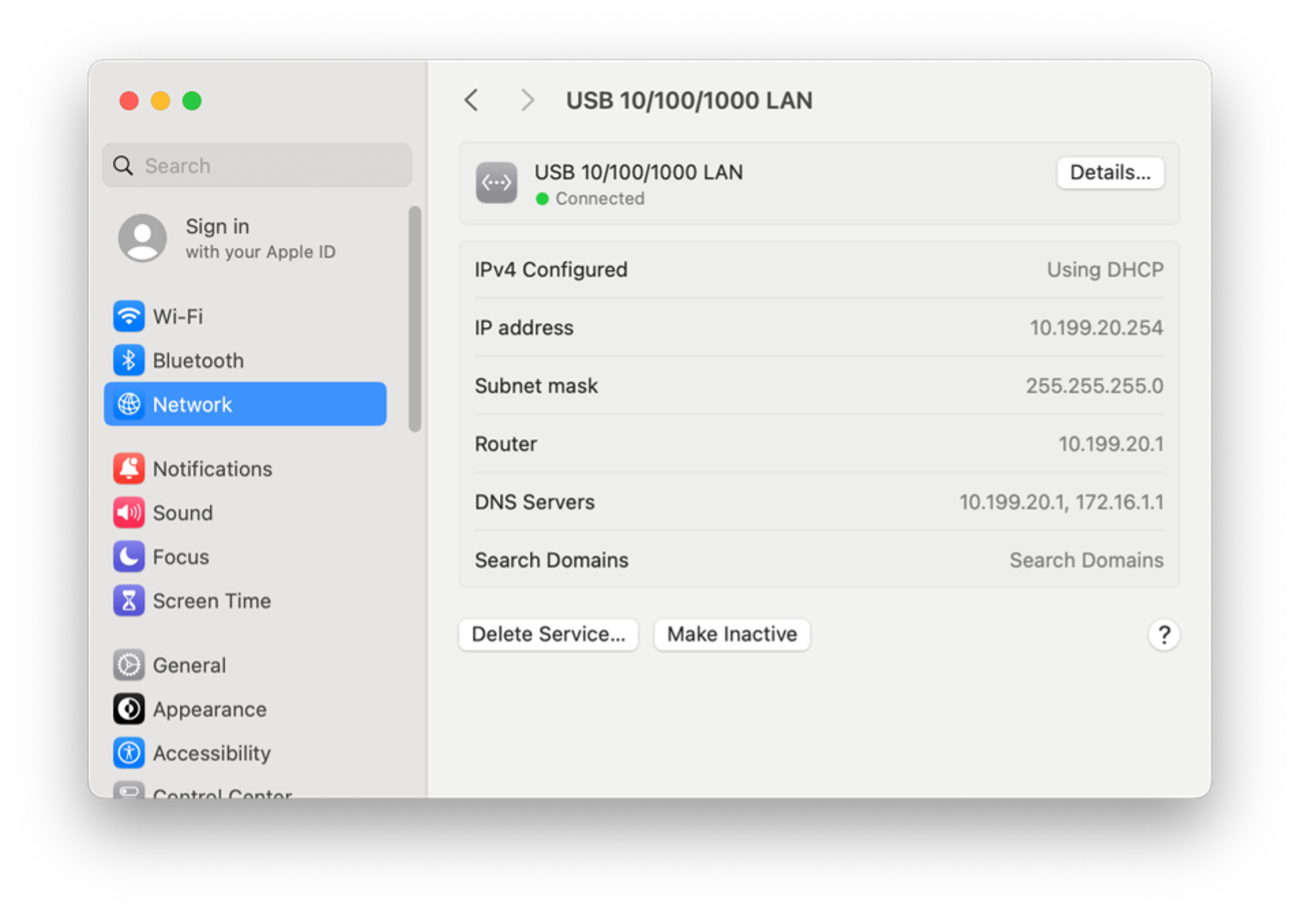 Search
Sign in
with your Apple ID
Wi-Fi
Bluetooth
Network
Notifications
Sound
Focus
Screen Time
General
Appearance
Accessibility
Control Center
USB 10/100/1000 LAN
USB 10/100/1000 LAN
Connected
Details...
IPv4 Configured Using DHCP
IP address 10.199.20.254
Subnet mask 255.255.255.0
Router 10.199.20.1
DNS Servers 10.199.20.1, 172.16.1.1
Search Domains Search Domains
Delete Service... Make Inactive ?